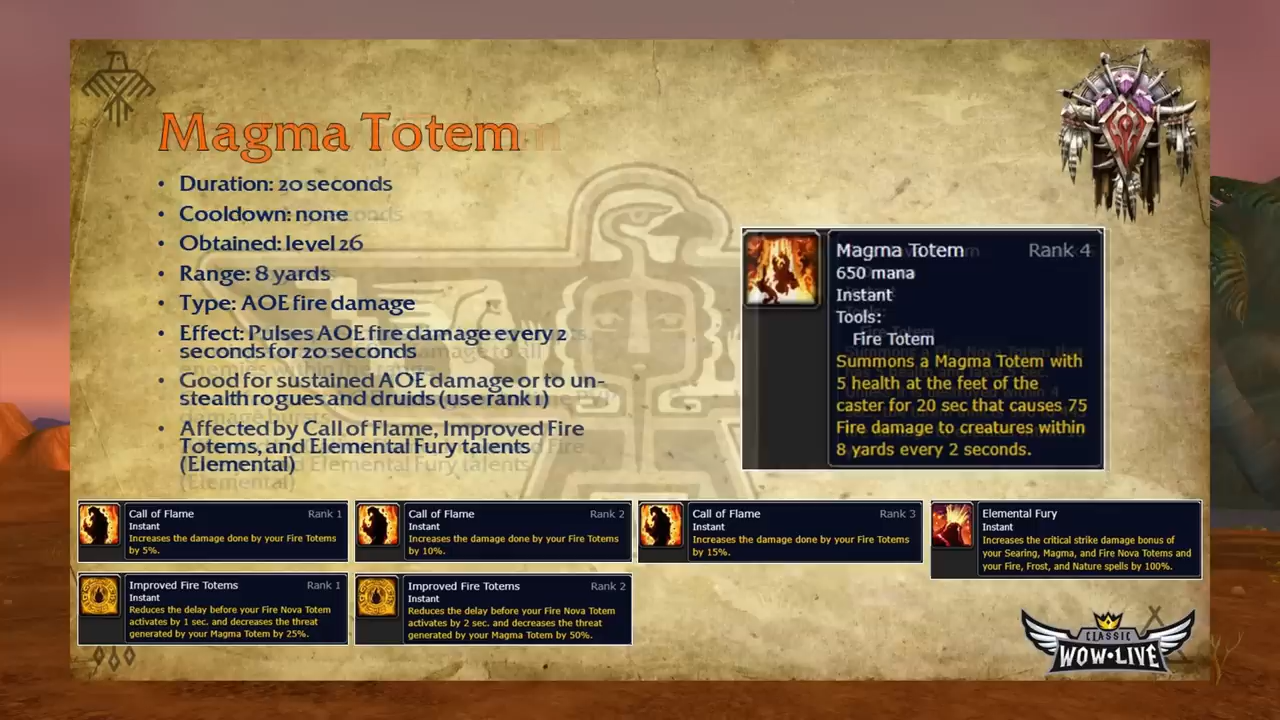 Magma Totem
• Duration: 20 seconds
• Cooldown: none
• Obtained: level 26
• Range: 8 yards
• Type: AOE fire damage
• Effect: Pulses AOE fire damage every 2
seconds for 20 seconds
• Good for sustained AOE damage or to un-
stealth rogues and druids (use rank 1)
• Affected by Call of Flame, Improved Fire
Totems, and Elemental Fury talents
(Elemental)
Magma Totem Rank 4
650 mana
Instant
Tools:
Fire Totem
Summons a Magma Totem with
5 health at the feet of the
caster for 20 sec that causes 75
Fire damage to creatures within
8 yards every 2 seconds.
Call of Flame Rank 1
Instant
Increases the damage done by your Fire Totems
by 5%.
Call of Flame Rank 2
Instant
Increases the damage done by your Fire Totems
by 10%.
Call of Flame Rank 3
Instant
Increases the damage done by your Fire Totems
by 15%.
Elemental Fury
Instant
Increases the critical strike damage bonus of
your Searing, Magma, and Fire Nova Totems and
your Fire, Frost, and Nature spells by 100%.
Improved Fire Totems Rank 1
Instant
Reduces the delay before your Fire Nova Totem
activates by 1 sec. and decreases the threat
generated by your Magma Totem by 25%.
Improved Fire Totems Rank 2
Instant
Reduces the delay before your Fire Nova Totem
activates by 2 sec. and decreases the threat
generated by your Magma Totem by 50%.
CLASSIC
WOW•LIVE